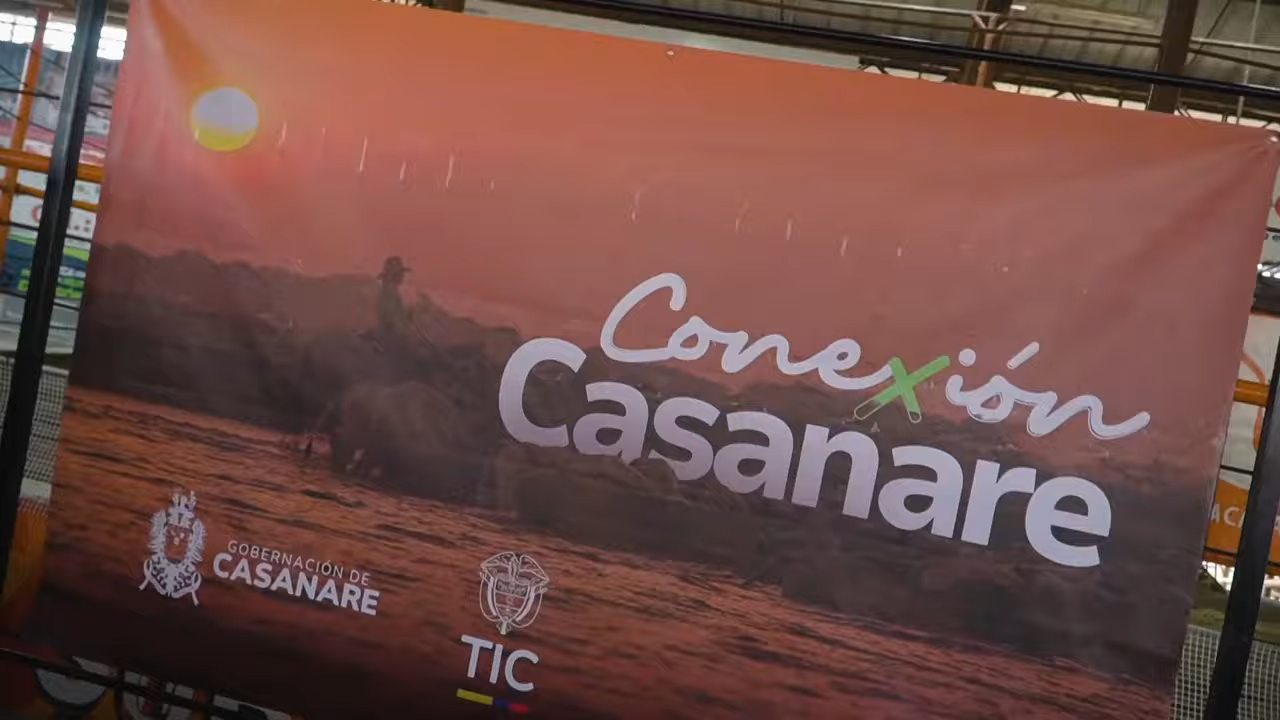 Conexión
Casanare
GOBERNACIÓN DE
CASANARE
TIC